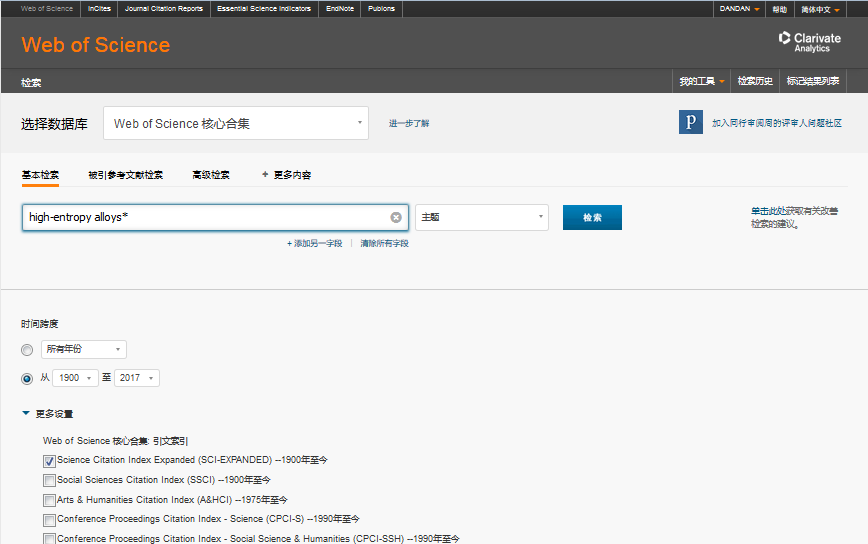 Web of Science InCites Journal Citation Reports Essential Science Indicators EndNote Publons DANDAN 帮助 简体中文
Web of Science
Clarivate
Analytics
检索 我的工具 检索历史 标记结果列表
选择数据库 Web of Science 核心合集 进一步了解 p 加入同行审阅周的评审人问题社区
基本检索 被引参考文献检索 高级检索 + 更多内容
high-entropy alloys* 主题 检索 单击此处获取有关改善
检索的建议。
+ 添加另一字段 | 清除所有字段
时间跨度
所有年份
从 1900 至 2017
更多设置
Web of Science 核心合集: 引文索引
Science Citation Index Expanded (SCI-EXPANDED) --1900年至今
Social Sciences Citation Index (SSCI) --1900年至今
Arts & Humanities Citation Index (A&HCI) --1975年至今
Conference Proceedings Citation Index - Science (CPCI-S) --1990年至今
Conference Proceedings Citation Index - Social Science & Humanities (CPCI-SSH) --1990年至今